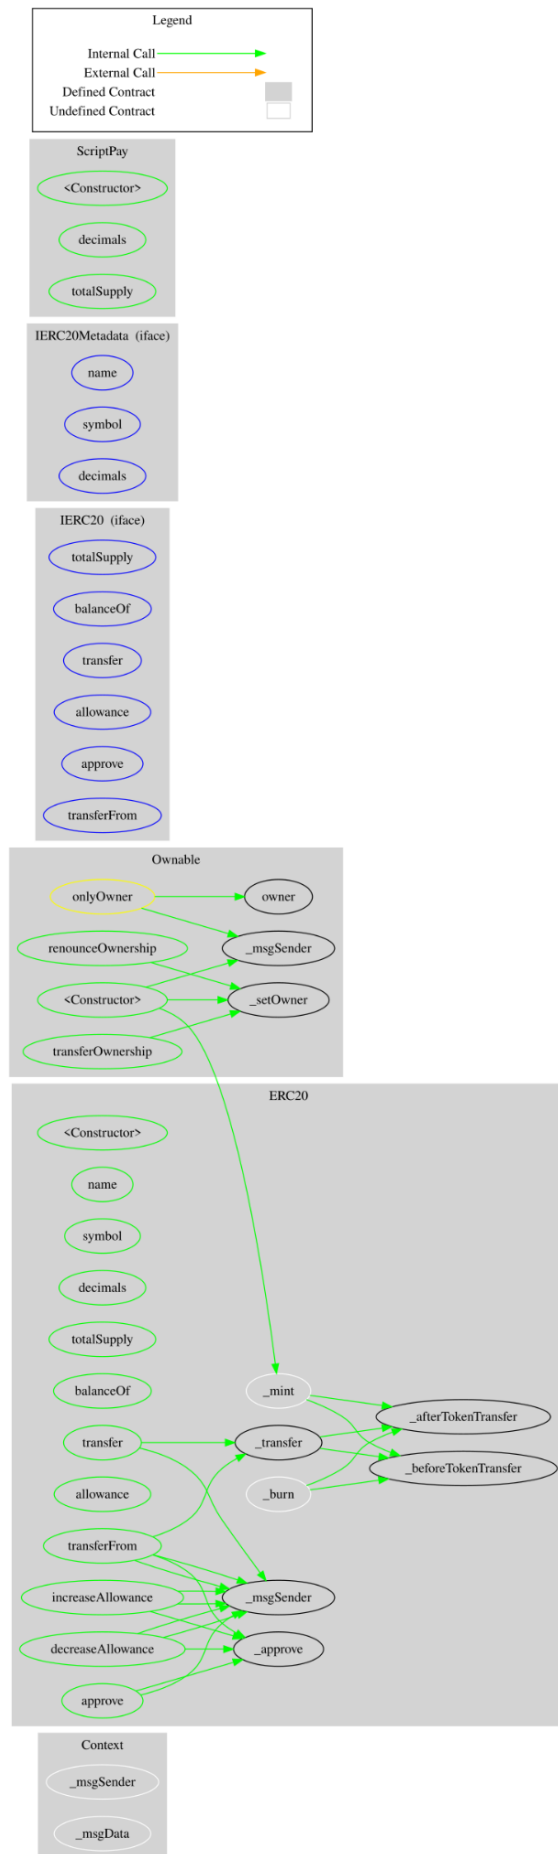 Legend
Internal Call
External Call
Defined Contract
Undefined Contract
ScriptPay
<Constructor>
decimals
totalSupply
IERC20Metadata (iface)
name
symbol
decimals
IERC20 (iface)
totalSupply
balanceOf
transfer
allowance
approve
transferFrom
Ownable
onlyOwner
owner
renounceOwnership
_msgSender
<Constructor>
_setOwner
transferOwnership
ERC20
<Constructor>
name
symbol
decimals
totalSupply
balanceOf
_mint
_afterTokenTransfer
transfer
_transfer
_beforeTokenTransfer
allowance
_burn
transferFrom
increaseAllowance
_msgSender
decreaseAllowance
_approve
approve
Context
_msgSender
_msgData